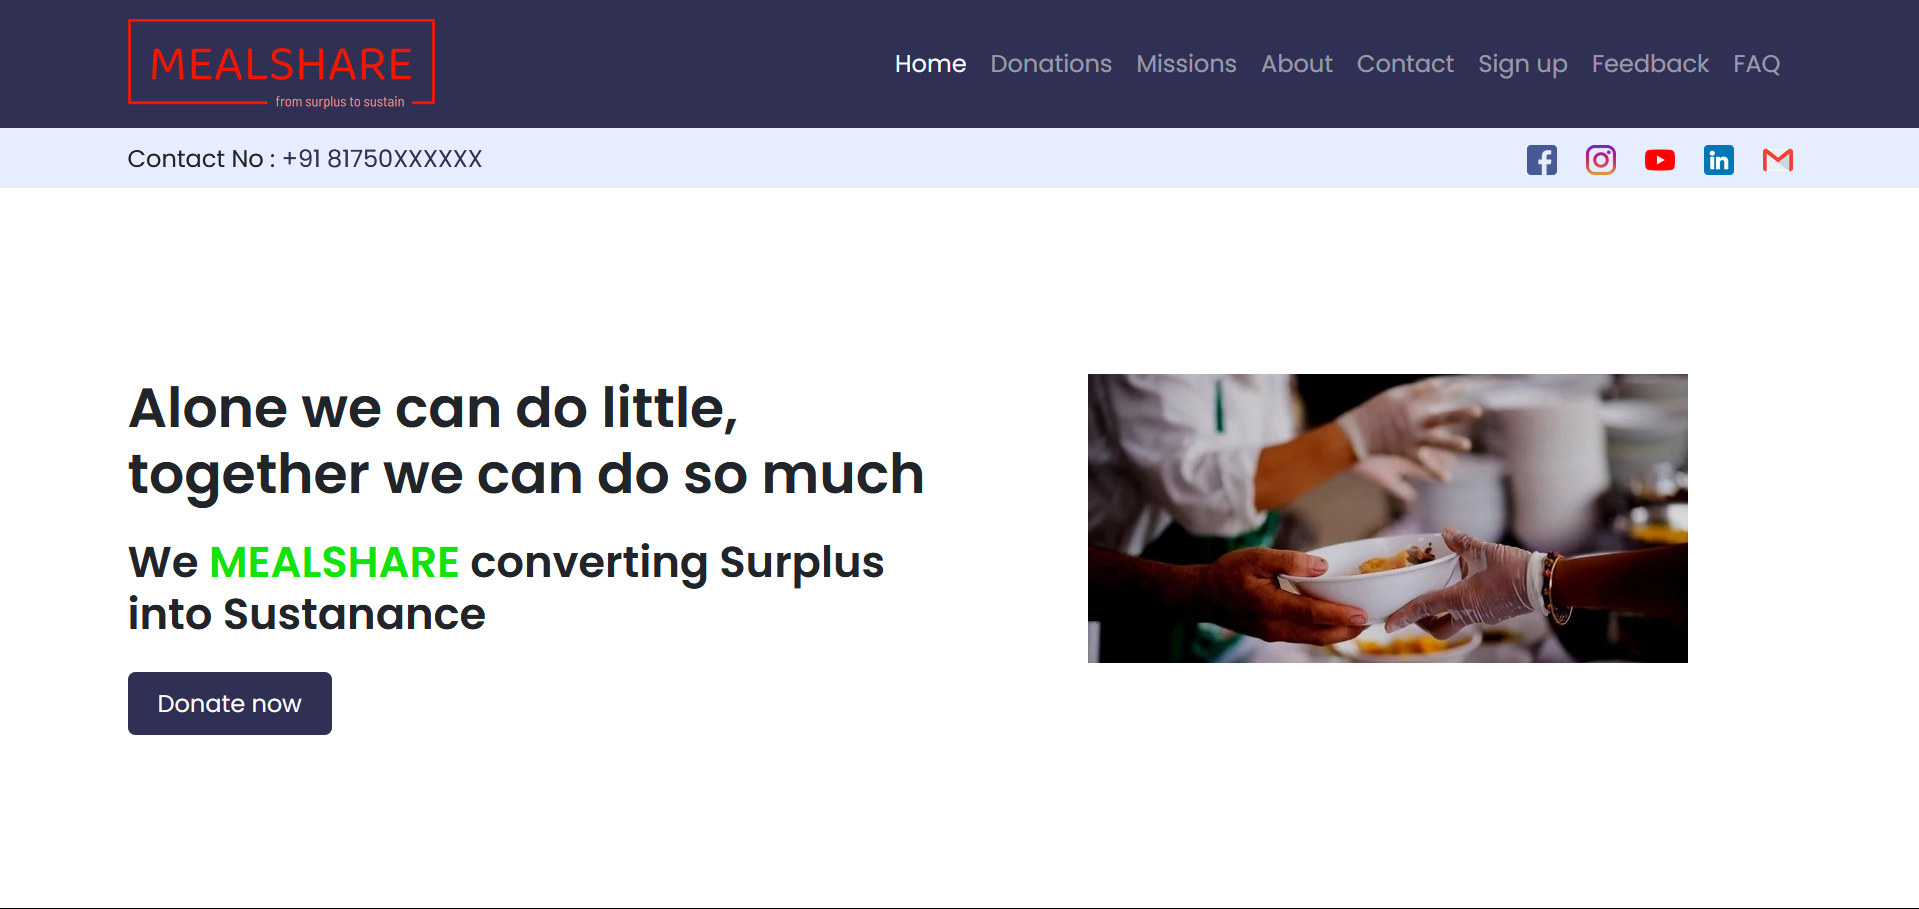 MEALSHARE
from surplus to sustain
Home Donations Missions About Contact Sign up Feedback FAQ
Contact No : +91 81750XXXXXX
Alone we can do little,
together we can do so much
We MEALSHARE converting Surplus
into Sustanance
Donate now